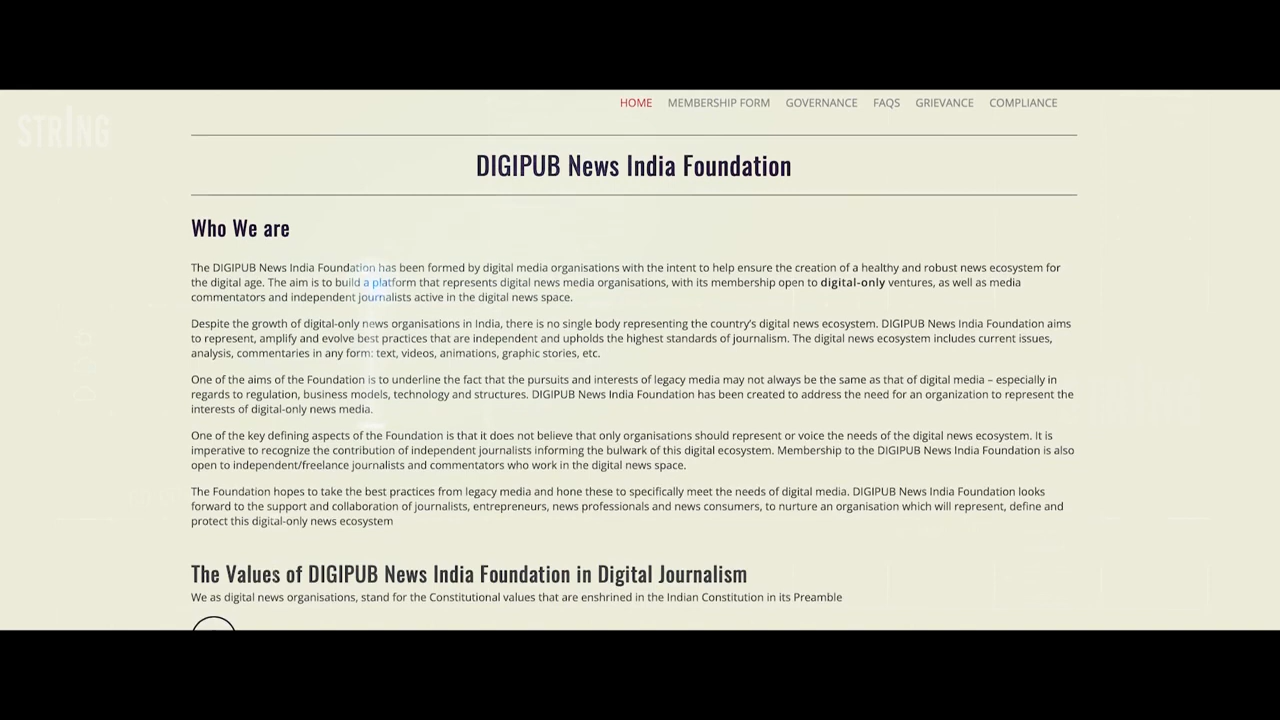 HOME MEMBERSHIP FORM GOVERNANCE FAQS GRIEVANCE COMPLIANCE
STRING
DIGIPUB News India Foundation
Who We are
The DIGIPUB News India Foundation has been formed by digital media organisations with the intent to help ensure the creation of a healthy and robust news ecosystem for
the digital age. The aim is to build a platform that represents digital news media organisations, with its membership open to digital-only ventures, as well as media
commentators and independent journalists active in the digital news space.
Despite the growth of digital-only news organisations in India, there is no single body representing the country's digital news ecosystem. DIGIPUB News India Foundation aims
to represent, amplify and evolve best practices that are independent and upholds the highest standards of journalism. The digital news ecosystem includes current issues,
analysis, commentaries in any form: text, videos, animations, graphic stories, etc.
One of the aims of the Foundation is to underline the fact that the pursuits and interests of legacy media may not always be the same as that of digital media – especially in
regards to regulation, business models, technology and structures. DIGIPUB News India Foundation has been created to address the need for an organization to represent the
interests of digital-only news media.
One of the key defining aspects of the Foundation is that it does not believe that only organisations should represent or voice the needs of the digital news ecosystem. It is
imperative to recognize the contribution of independent journalists informing the bulwark of this digital ecosystem. Membership to the DIGIPUB News India Foundation is also
open to independent/freelance journalists and commentators who work in the digital news space.
The Foundation hopes to take the best practices from legacy media and hone these to specifically meet the needs of digital media. DIGIPUB News India Foundation looks
forward to the support and collaboration of journalists, entrepreneurs, news professionals and news consumers, to nurture an organisation which will represent, define and
protect this digital-only news ecosystem
The Values of DIGIPUB News India Foundation in Digital Journalism
We as digital news organisations, stand for the Constitutional values that are enshrined in the Indian Constitution in its Preamble